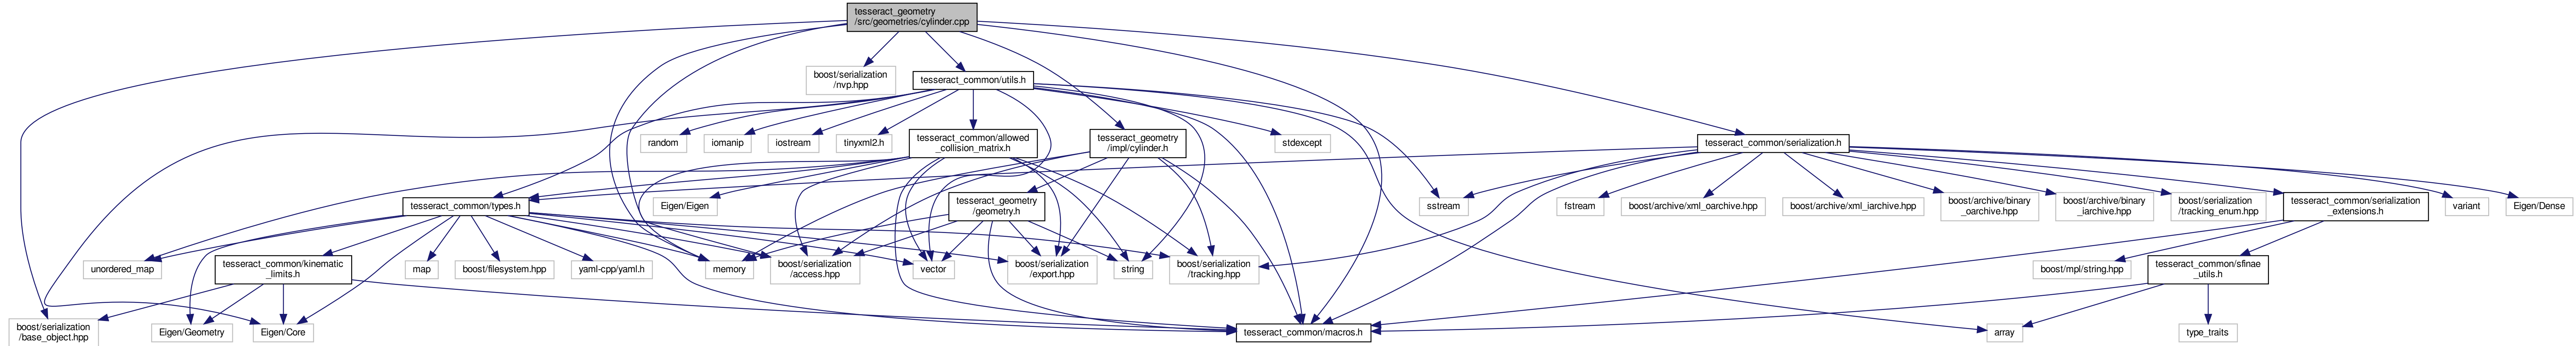 tesseract_geometry
/src/geometries/cylinder.cpp
boost/serialization
/nvp.hpp
tesseract_common/utils.h
random
iomanip
iostream
tinyxml2.h
tesseract_common/allowed
_collision_matrix.h
tesseract_geometry
/impl/cylinder.h
stdexcept
tesseract_common/serialization.h
tesseract_common/types.h
Eigen/Eigen
tesseract_geometry
/geometry.h
sstream
fstream
boost/archive/xml_oarchive.hpp
boost/archive/xml_iarchive.hpp
boost/archive/binary
_oarchive.hpp
boost/archive/binary
_iarchive.hpp
boost/serialization
/tracking_enum.hpp
tesseract_common/serialization
_extensions.h
variant
Eigen/Dense
unordered_map
tesseract_common/kinematic
_limits.h
map
boost/filesystem.hpp
yaml-cpp/yaml.h
memory
boost/serialization
/access.hpp
vector
boost/serialization
/export.hpp
string
boost/serialization
/tracking.hpp
boost/mpl/string.hpp
tesseract_common/sfinae
_utils.h
boost/serialization
/base_object.hpp
Eigen/Geometry
Eigen/Core
tesseract_common/macros.h
array
type_traits